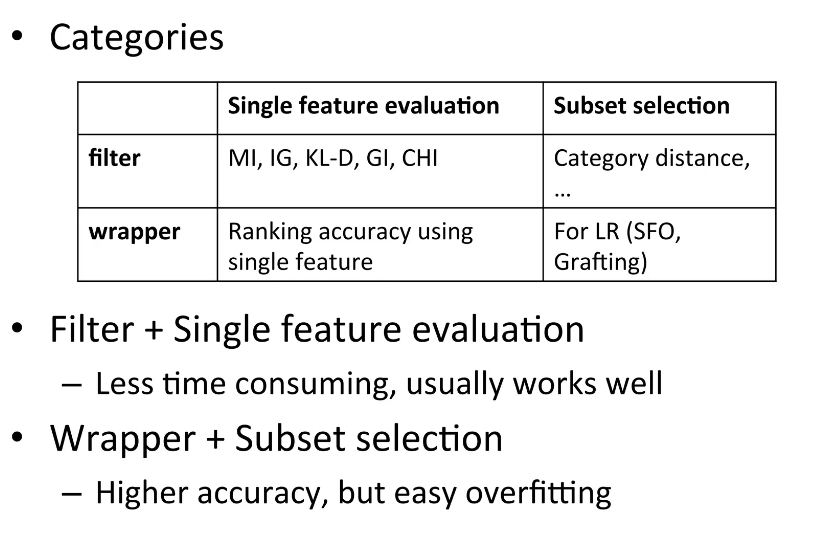 • Categories
Single feature evaluation Subset selection
filter MI, IG, KL-D, GI, CHI Category distance,
...
wrapper Ranking accuracy using For LR (SFO,
single feature Grafting)
• Filter + Single feature evaluation
– Less time consuming, usually works well
• Wrapper + Subset selection
– Higher accuracy, but easy overfitting